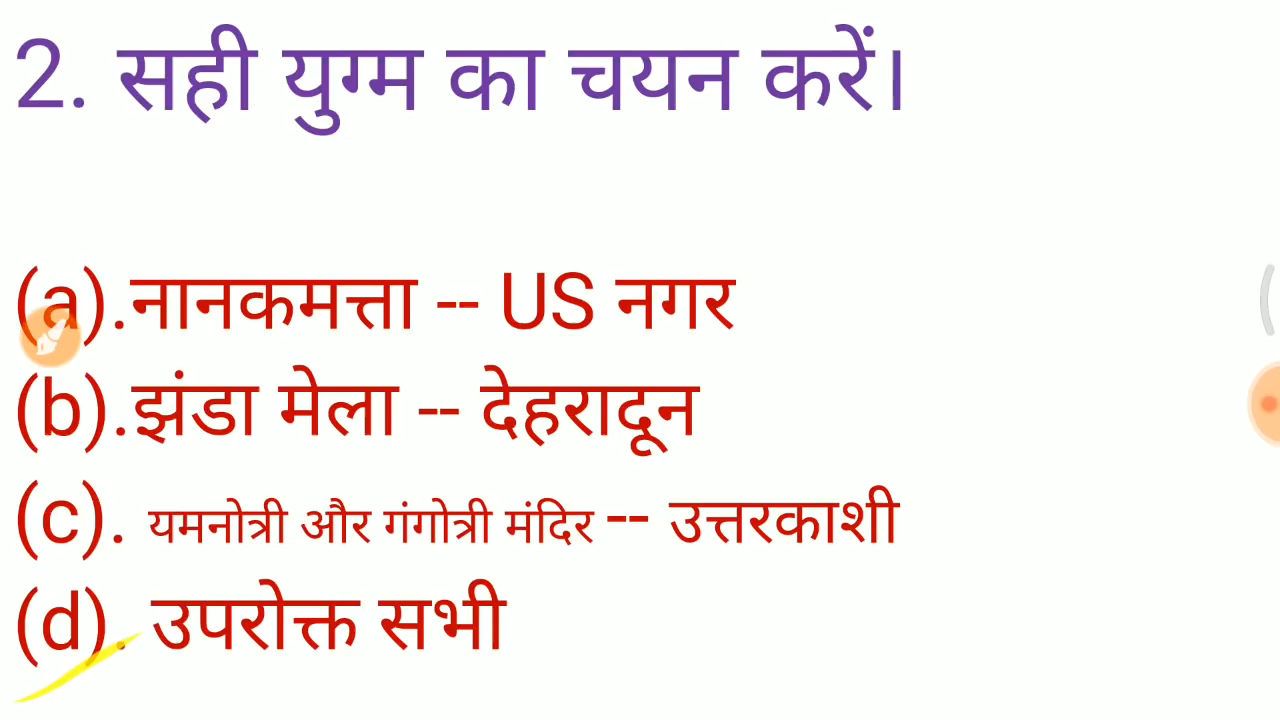 2. सही युग्म का चयन करें।
(a).नानकमत्ता -- US नगर
(b).झंडा मेला -- देहरादून
(c). यमनोत्री और गंगोत्री मंदिर -- उत्तरकाशी
(d). उपरोक्त सभी